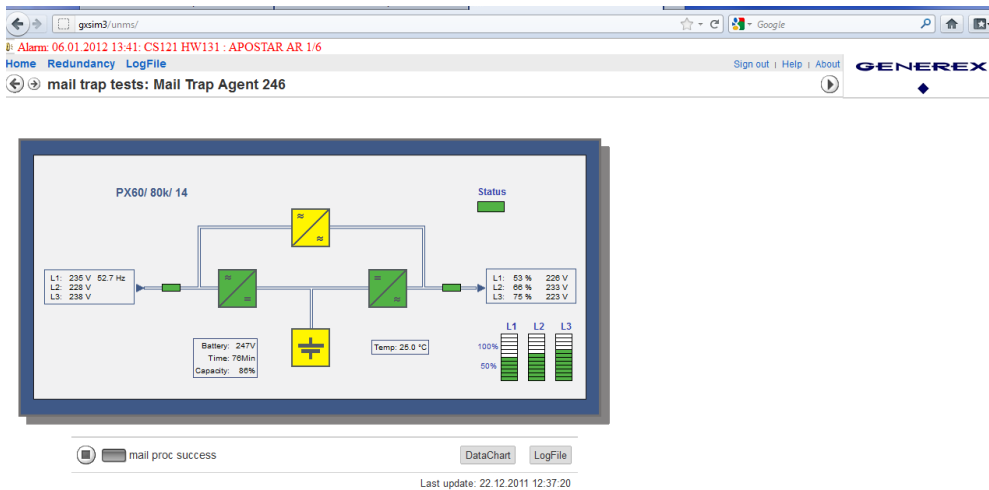 gxsim3/unms/
Google
Alarm: 06.01.2012 13:41: CS121 HW131 : APOSTAR AR 1/6
Home Redundancy LogFile
Sign out | Help | About
GENEREX
mail trap tests: Mail Trap Agent 246
PX60/ 80k/ 14
Status
L1: 235 V 52.7 Hz
L2: 228 V
L3: 238 V
L1: 53 % 226 V
L2: 66 % 233 V
L3: 75 % 223 V
Battery: 247V
Time: 76Min
Capacity: 86%
Temp: 25.0 °C
L1 L2 L3
100%
50%
mail proc success
DataChart
LogFile
Last update: 22.12.2011 12:37:20